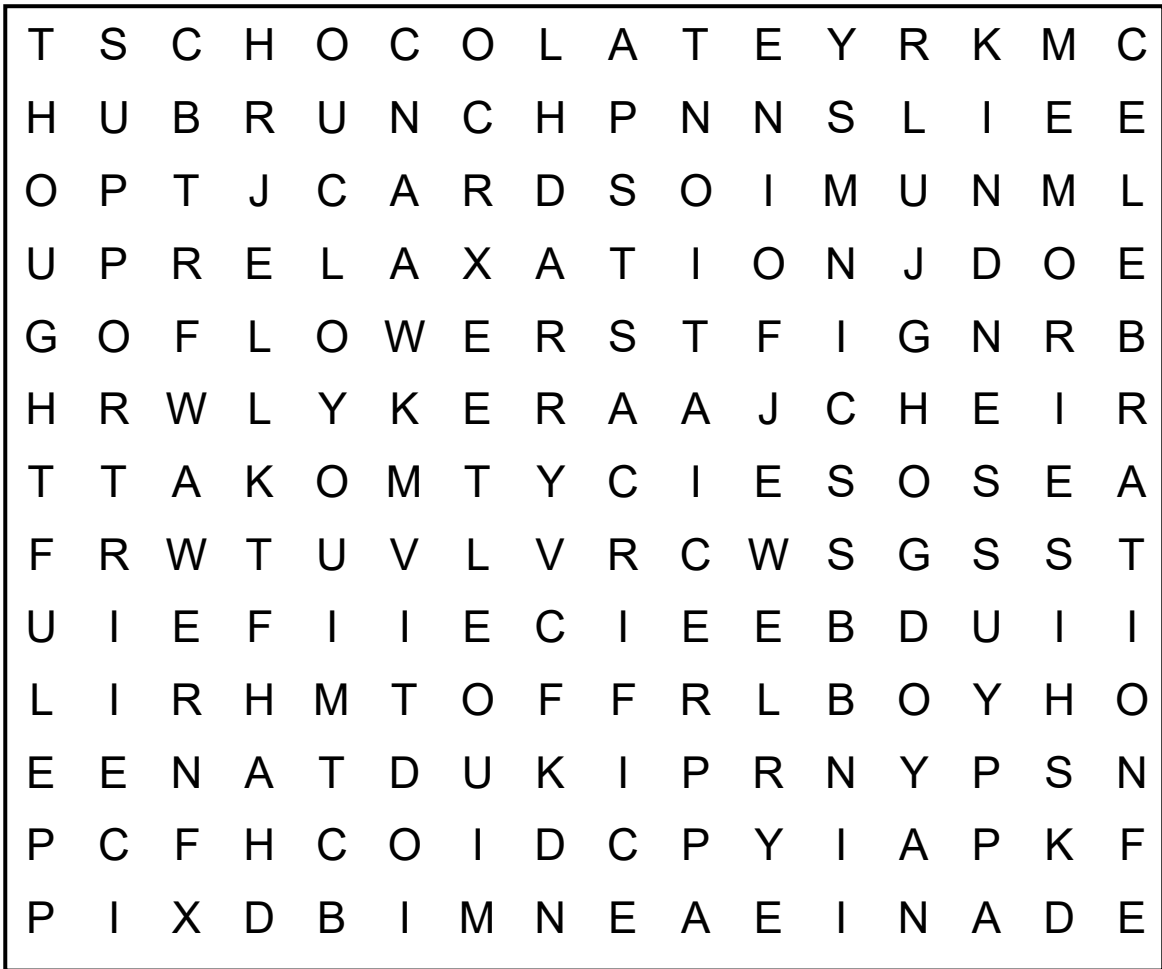 T S C H O C O L A T E Y R K M C
H U B R U N C H P N N S L I E E
O P T J C A R D S O I M U N M L
U P R E L A X A T I O N J D O E
G O F L O W E R S T F I G N R B
H R W L Y K E R A A J C H E I R
T T A K O M T Y C I E S O S E A
F R W T U V L V R C W S G S S T
U I E F I I E C I E E B D U I I
L I R H M T O F F R L B O Y H O
E E N A T D U K I P R N Y P S N
P C F H C O I D C P Y I A P K F
P I X D B I M N E A E I N A D E